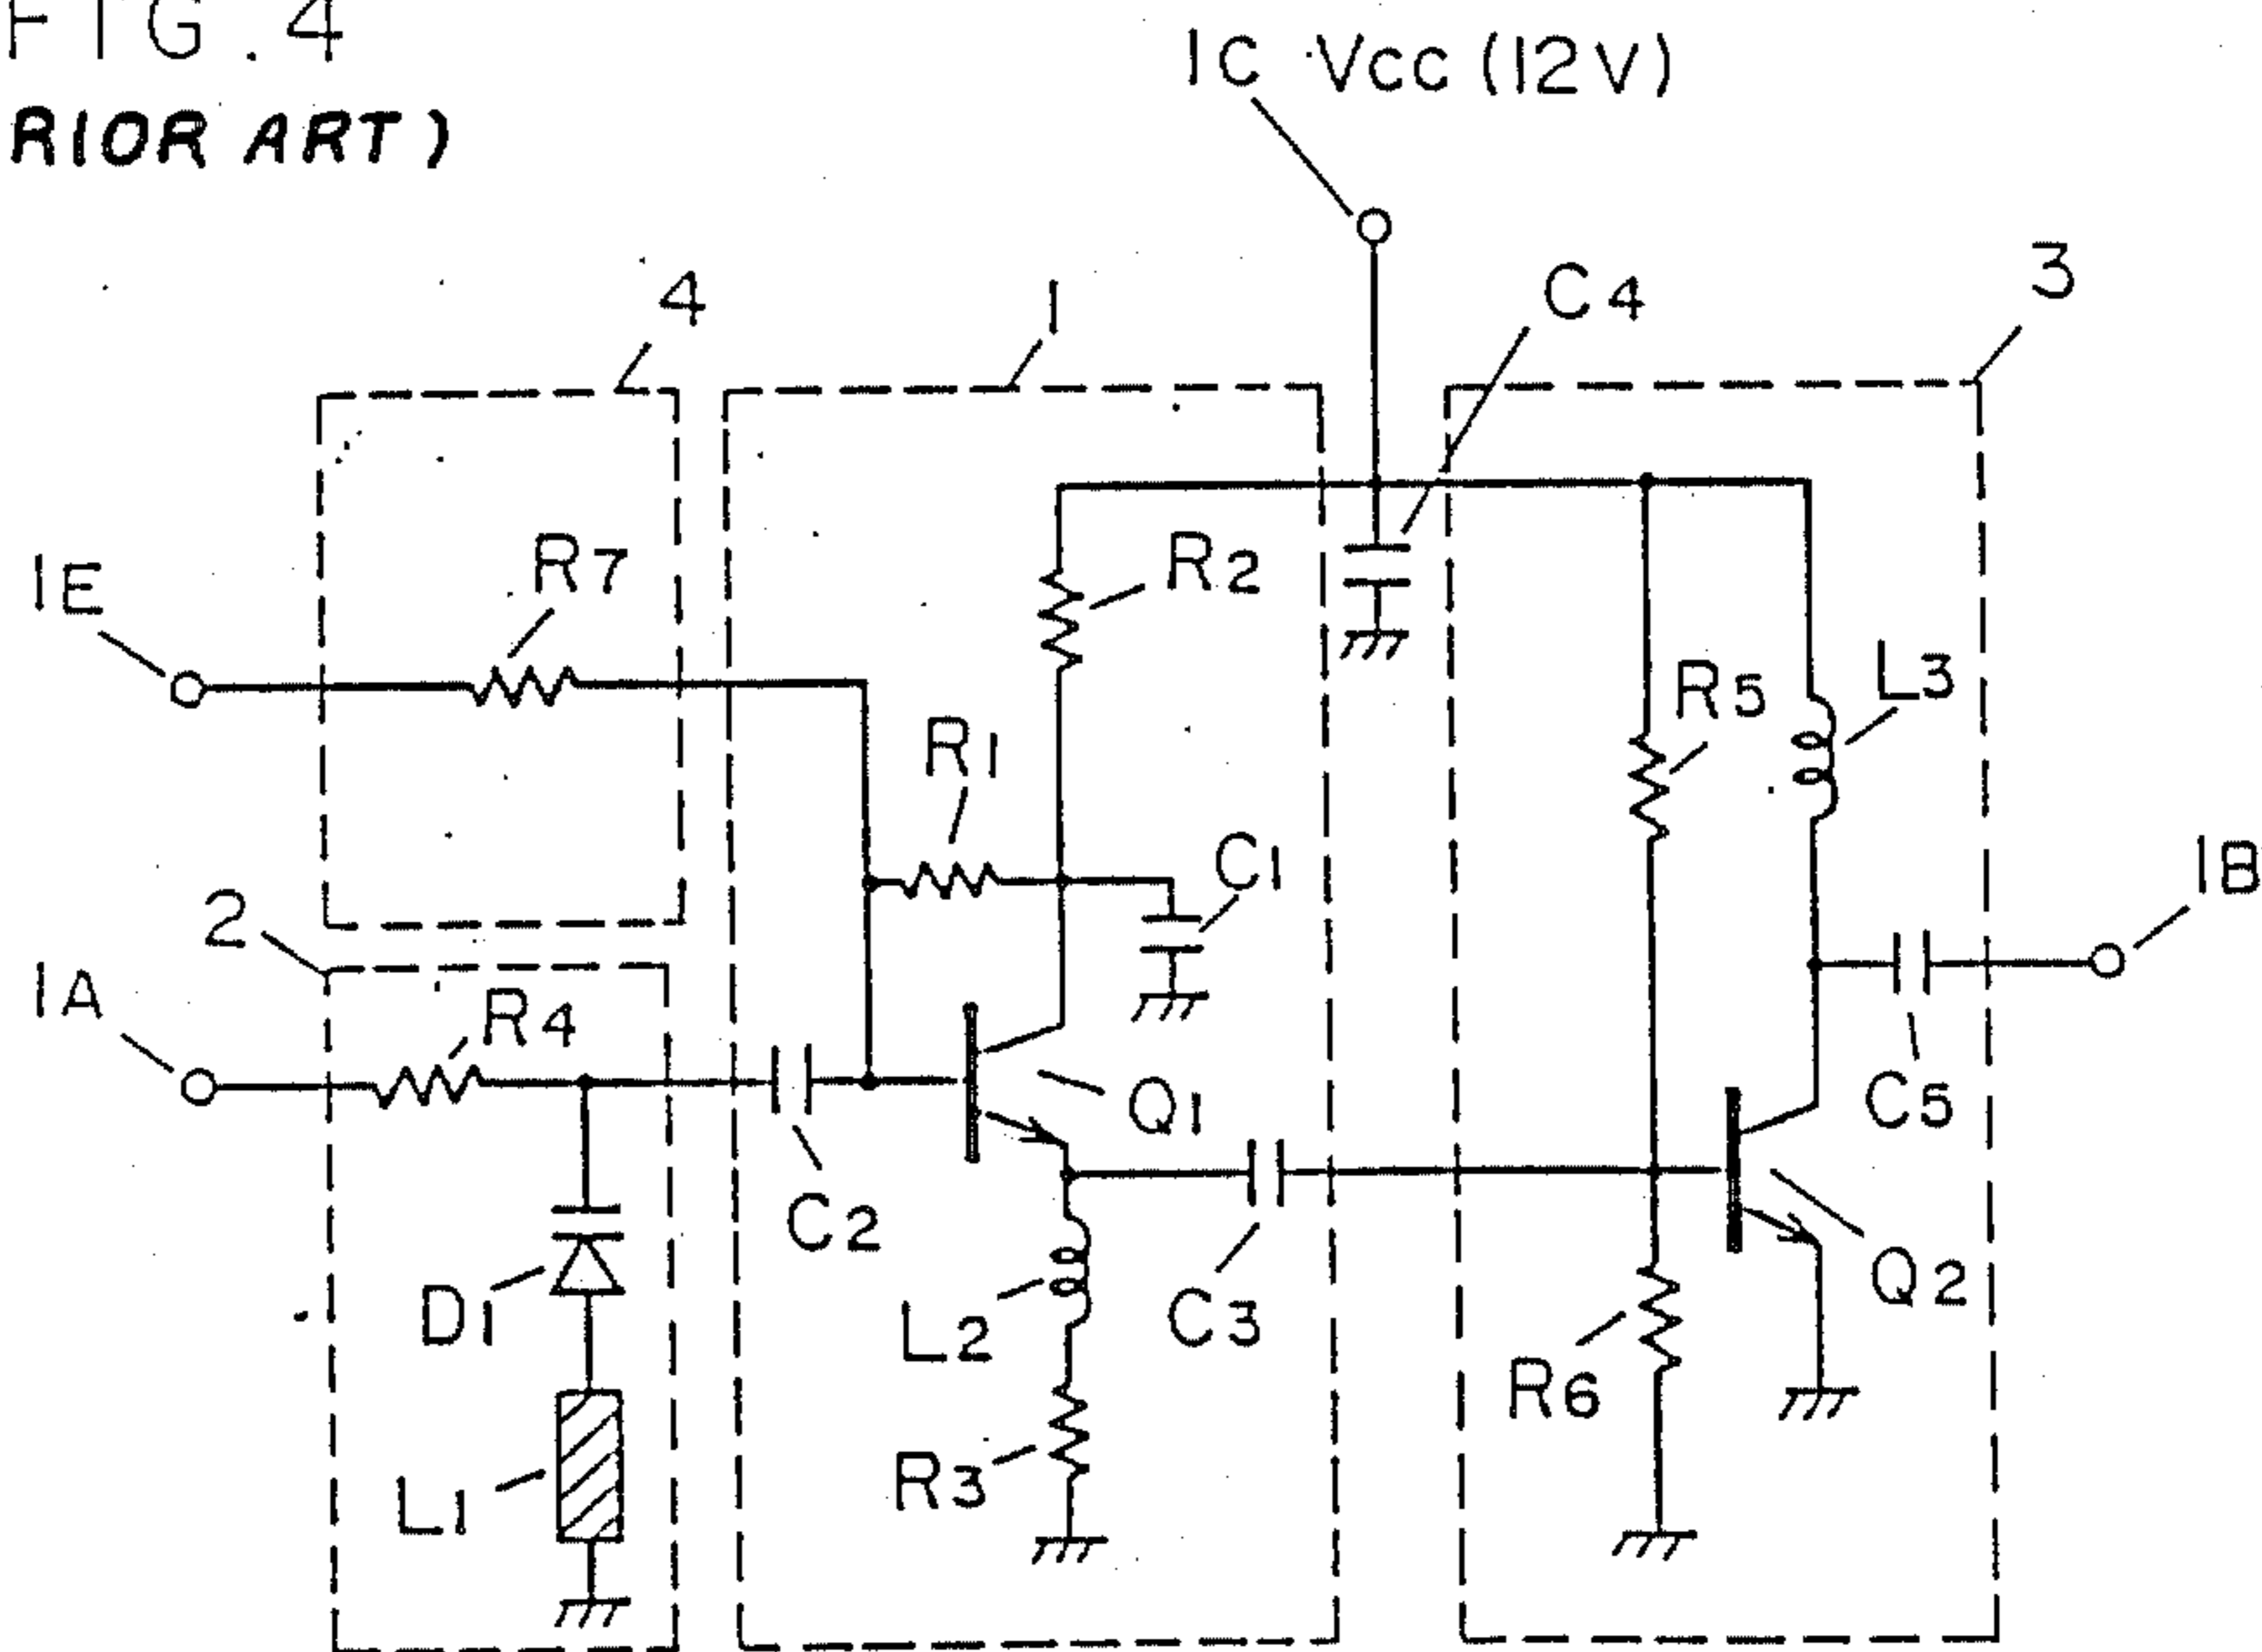 FIG.4
RIOR ART)
1C Vcc (12V)
4
1
C4
3
1E
R7
R2
R5
L3
R1
C1
1B
2
1A
R4
Q1
C5
C2
D1
L2
C3
Q2
R6
L1
R3